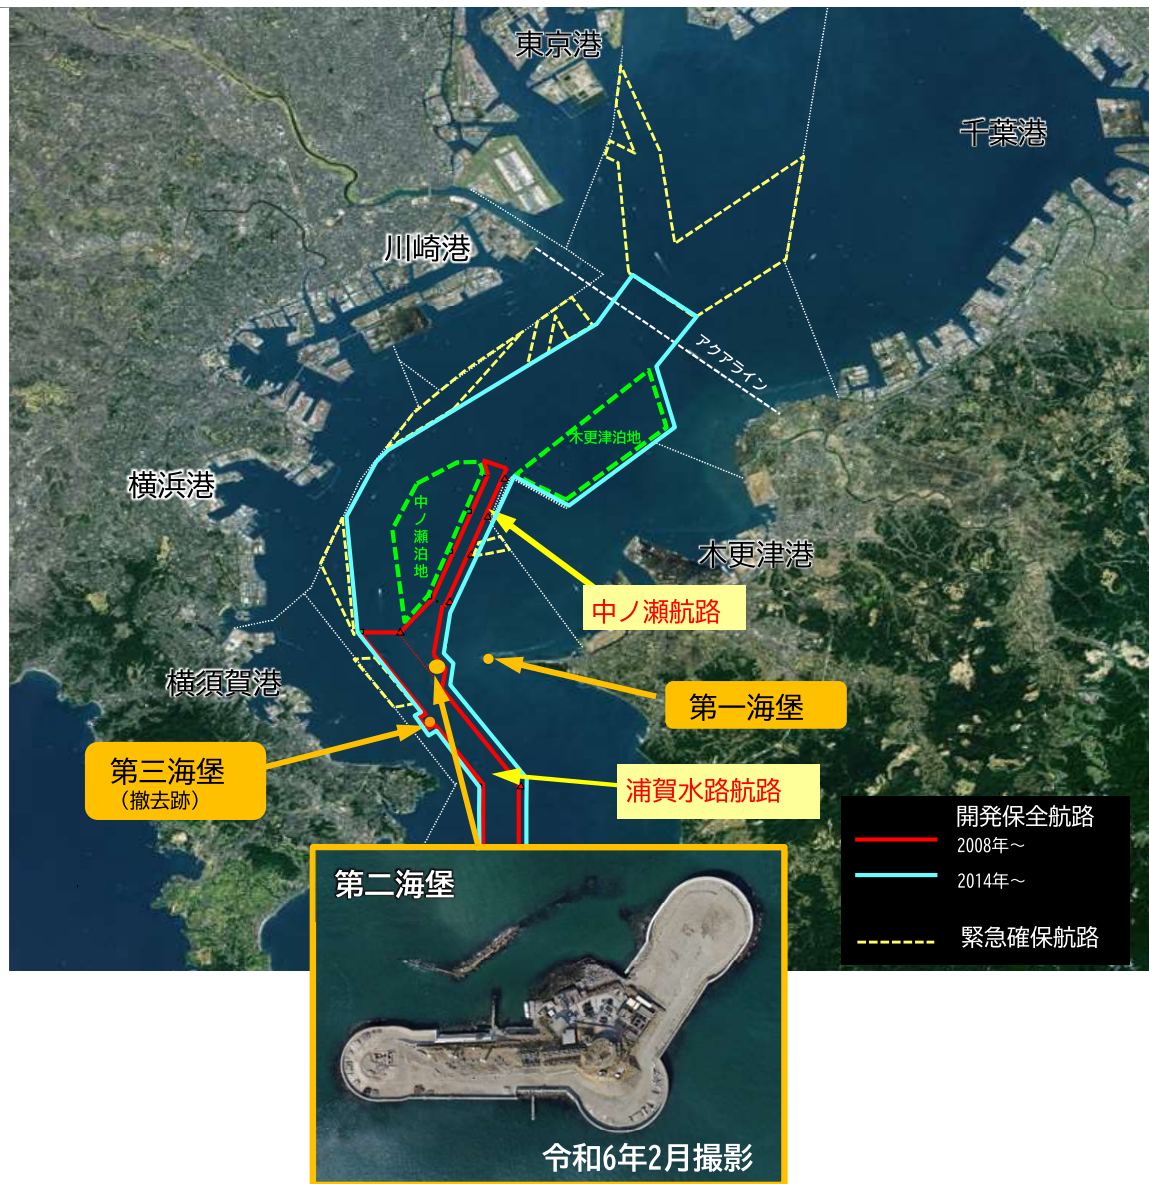 東京港
千葉港
川崎港
アクアライン
木更津泊地
横浜港
中ノ瀬泊地
木更津港
中ノ瀬航路
横須賀港
第一海堡
第三海堡
（撤去跡）
浦賀水路航路
開発保全航路
2008年～
2014年～
緊急確保航路
第二海堡
令和6年2月撮影